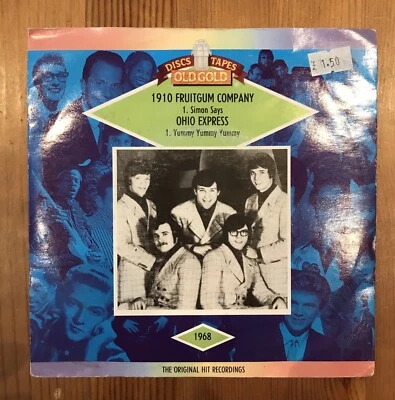 DISCS TAPES
OLD GOLD
£ 1.50
1910 FRUITGUM COMPANY
1. Simon Says
OHIO EXPRESS
1. Yummy Yummy Yummy
1968
THE ORIGINAL HIT RECORDINGS